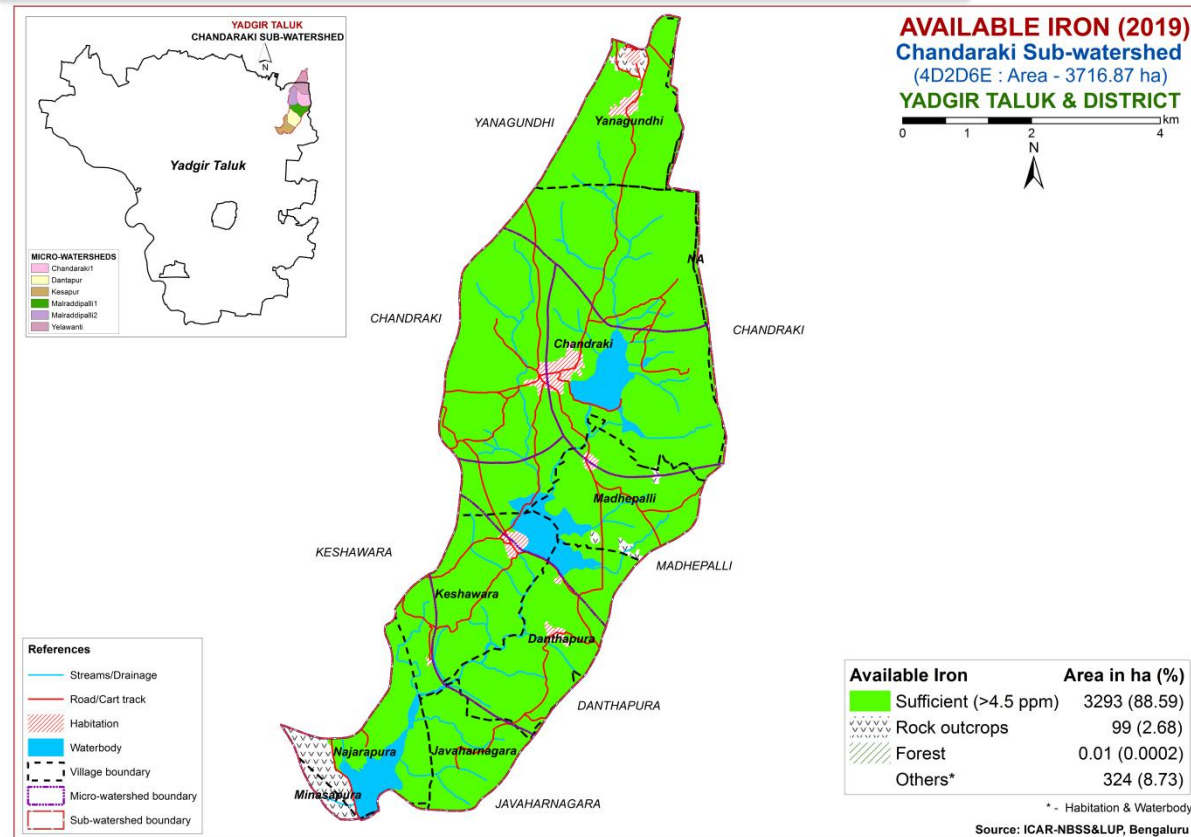 YADGIR TALUK
CHANDARAKI SUB-WATERSHED
N
Yadgir Taluk
MICRO-WATERSHEDS
Chandaraki1
Dantapur
Kesapur
Malraddipalli1
Malraddipalli2
Yelawanti
AVAILABLE IRON (2019)
Chandaraki Sub-watershed
(4D2D6E : Area - 3716.87 ha)
YADGIR TALUK & DISTRICT
km
0 1 2 4
N
YANAGUNDHI
Yanagundhi
NA
CHANDRAKI
CHANDRAKI
Chandraki
Madhepalli
KESHAWARA
MADHEPALLI
Keshawara
Danthapura
DANTHAPURA
Najarapura
Javaharnagara
Minasapura
JAVAHARNAGARA
References
Streams/Drainage
Road/Cart track
Habitation
Waterbody
Village boundary
Micro-watershed boundary
Sub-watershed boundary
Available Iron Area in ha (%)
Sufficient (>4.5 ppm) 3293 (88.59)
Rock outcrops 99 (2.68)
Forest 0.01 (0.0002)
Others* 324 (8.73)
* - Habitation & Waterbody
Source: ICAR-NBSS&LUP, Bengaluru